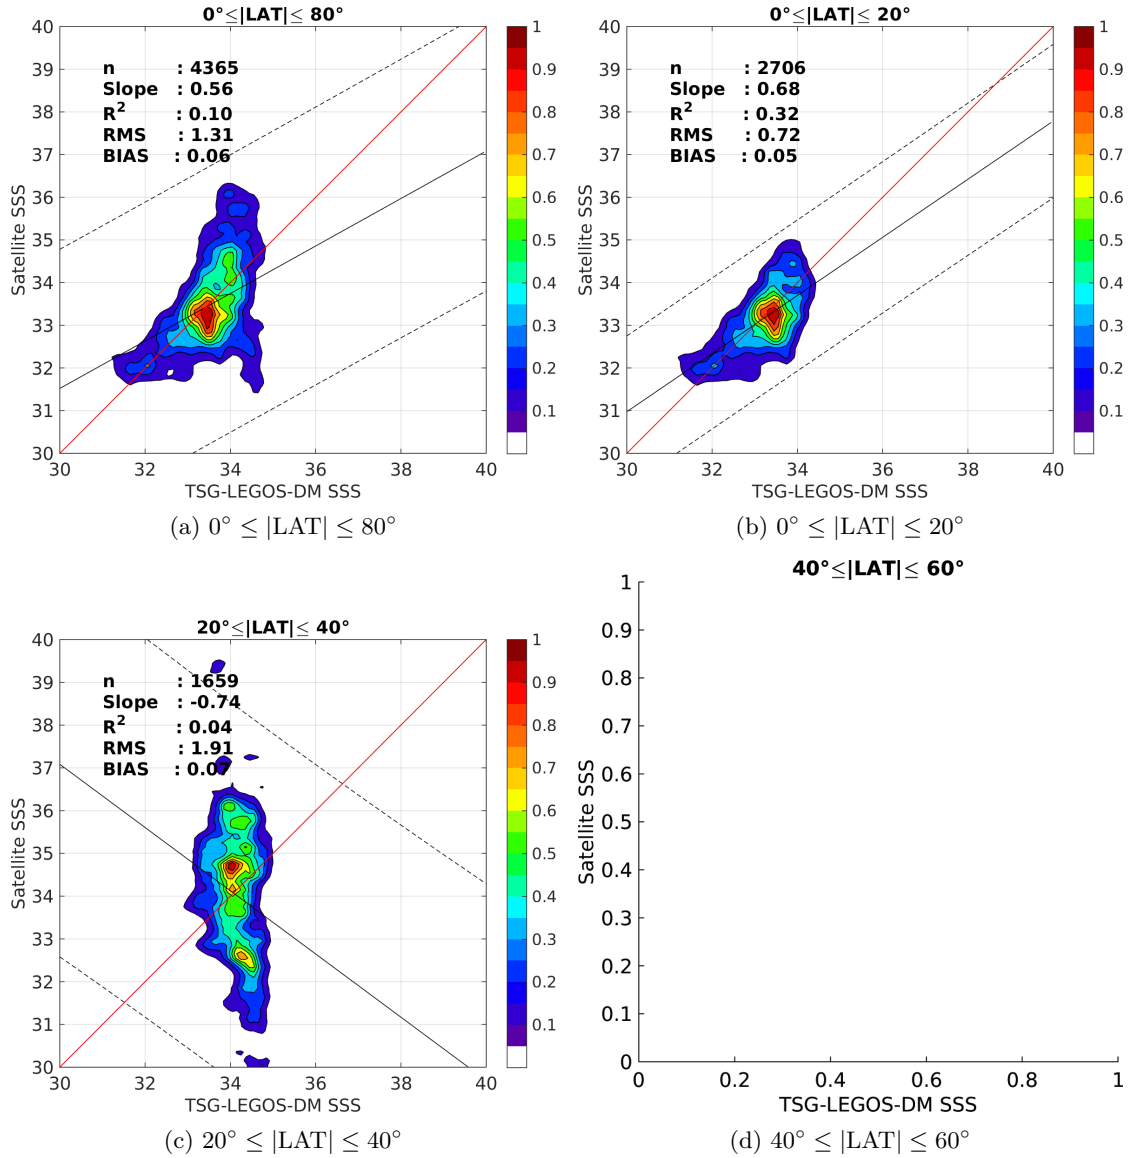 0°≤|LAT|≤ 80°
n : 4365
Slope : 0.56
R² : 0.10
RMS : 1.31
BIAS : 0.06
40
39
38
37
36
35
34
33
32
31
30
Satellite SSS
30 32 34 36 38 40
TSG-LEGOS-DM SSS
1
0.9
0.8
0.7
0.6
0.5
0.4
0.3
0.2
0.1
(a) 0° ≤ |LAT| ≤ 80°
0°≤|LAT|≤ 20°
n : 2706
Slope : 0.68
R² : 0.32
RMS : 0.72
BIAS : 0.05
40
39
38
37
36
35
34
33
32
31
30
Satellite SSS
30 32 34 36 38 40
TSG-LEGOS-DM SSS
1
0.9
0.8
0.7
0.6
0.5
0.4
0.3
0.2
0.1
(b) 0° ≤ |LAT| ≤ 20°
20°≤|LAT|≤ 40°
n : 1659
Slope : -0.74
R² : 0.04
RMS : 1.91
BIAS : 0.07
40
39
38
37
36
35
34
33
32
31
30
Satellite SSS
30 32 34 36 38 40
TSG-LEGOS-DM SSS
1
0.9
0.8
0.7
0.6
0.5
0.4
0.3
0.2
0.1
(c) 20° ≤ |LAT| ≤ 40°
40°≤|LAT|≤ 60°
1
0.9
0.8
0.7
0.6
0.5
0.4
0.3
0.2
0.1
0
Satellite SSS
0 0.2 0.4 0.6 0.8 1
TSG-LEGOS-DM SSS
(d) 40° ≤ |LAT| ≤ 60°